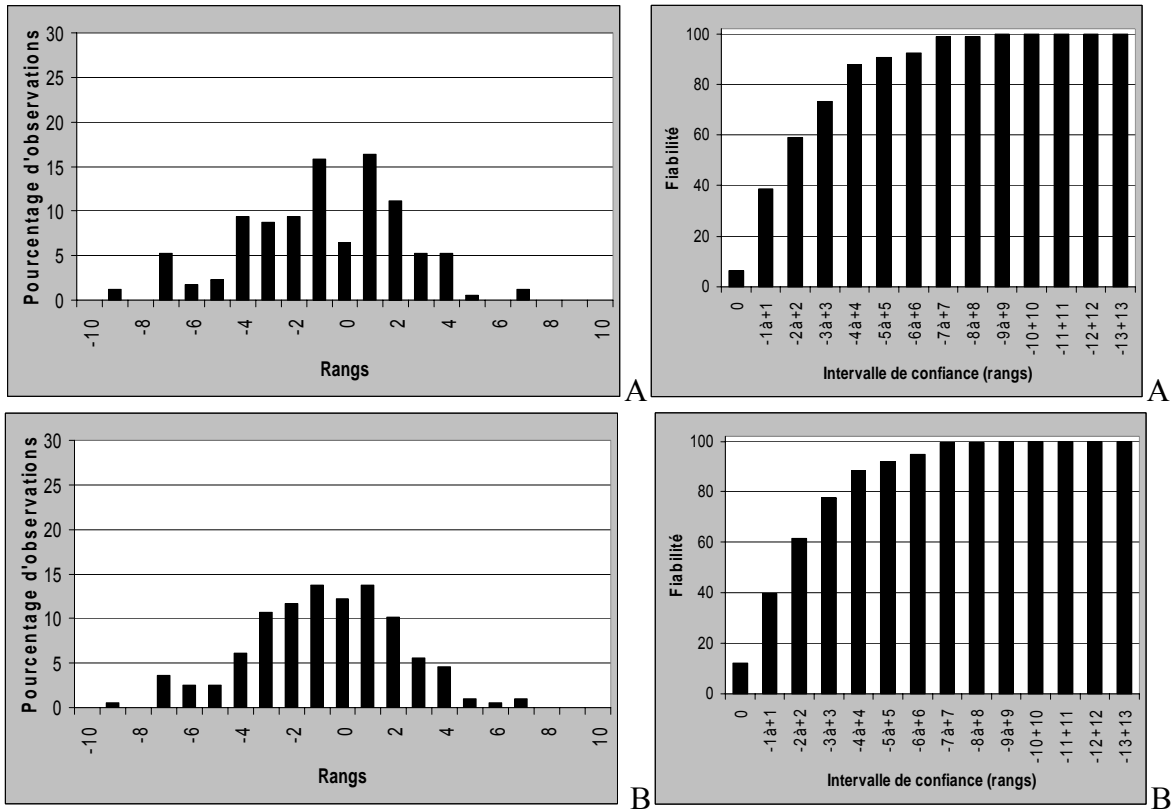 Pourcentage d'observations
30
25
20
15
10
5
0
-10
-8
-6
-4
-2
0
2
4
6
8
10
Rangs
A
Fiabilité
100
80
60
40
20
0
0
-1à+1
-2à+2
-3à+3
-4à+4
-5à+5
-6à+6
-7à+7
-8à+8
-9à+9
-10+10
-11+11
-12+12
-13+13
Intervalle de confiance (rangs)
A
Pourcentage d'observations
30
25
20
15
10
5
0
-10
-8
-6
-4
-2
0
2
4
6
8
10
Rangs
B
Fiabilité
100
80
60
40
20
0
0
-1à+1
-2à+2
-3à+3
-4à+4
-5à+5
-6à+6
-7à+7
-8à+8
-9à+9
-10+10
-11+11
-12+12
-13+13
Intervalle de confiance (rangs)
B